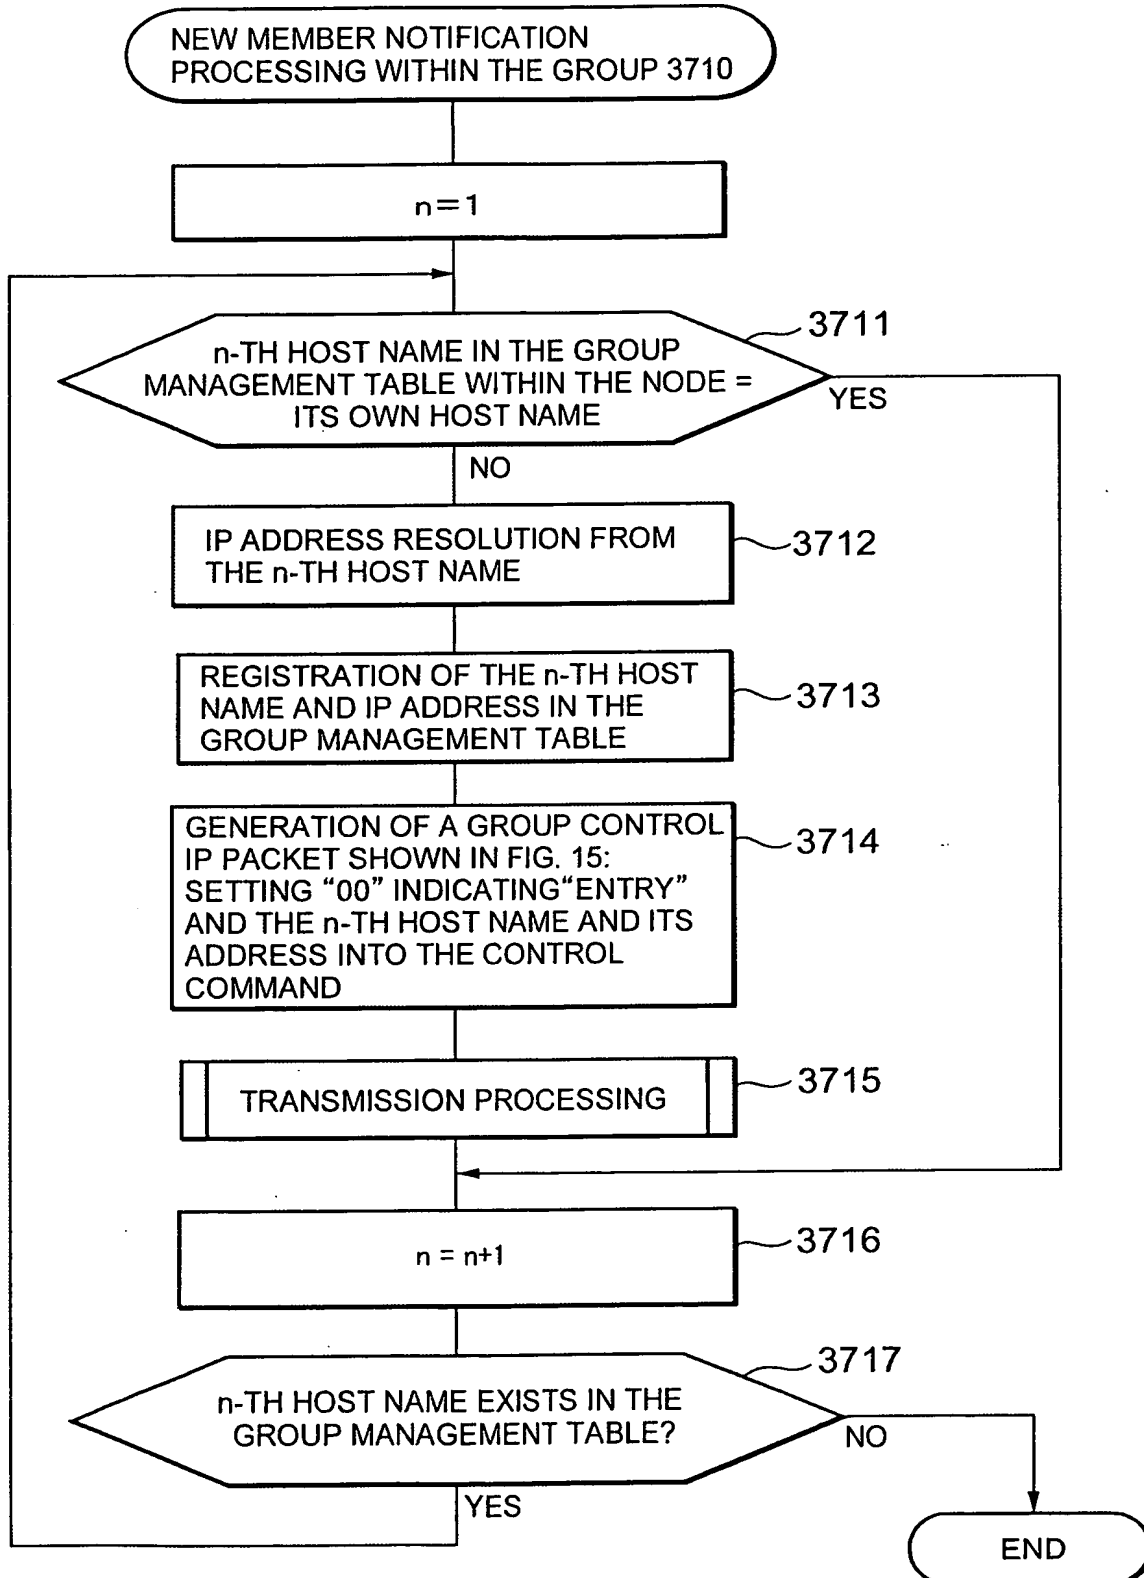 NEW MEMBER NOTIFICATION
PROCESSING WITHIN THE GROUP 3710
n=1
3711
n-TH HOST NAME IN THE GROUP
MANAGEMENT TABLE WITHIN THE NODE =
ITS OWN HOST NAME
YES
NO
IP ADDRESS RESOLUTION FROM
THE n-TH HOST NAME
3712
REGISTRATION OF THE n-TH HOST
NAME AND IP ADDRESS IN THE
GROUP MANAGEMENT TABLE
3713
GENERATION OF A GROUP CONTROL
IP PACKET SHOWN IN FIG. 15:
SETTING “00” INDICATING“ENTRY”
AND THE n-TH HOST NAME AND ITS
ADDRESS INTO THE CONTROL
COMMAND
3714
TRANSMISSION PROCESSING
3715
n = n+1
3716
3717
n-TH HOST NAME EXISTS IN THE
GROUP MANAGEMENT TABLE?
NO
YES
END